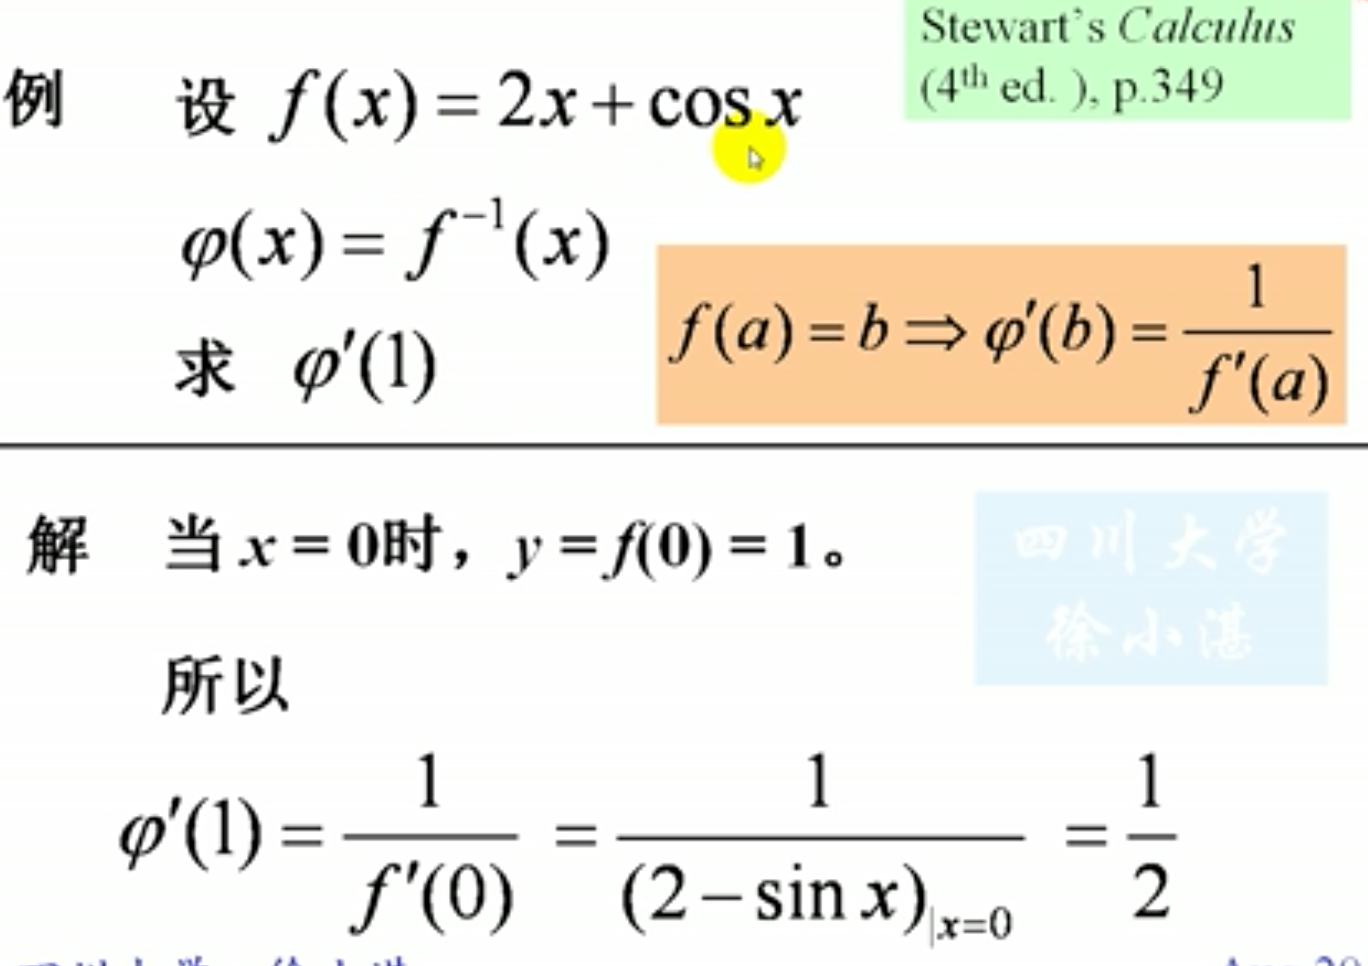 Stewart's Calculus
(4th ed. ), p.349
例 设 f(x) = 2x + cos x
φ(x) = f⁻¹(x)
求 φ′(1)
f(a) = b ⇒ φ′(b) = 1/f′(a)
解 当 x = 0时，y = f(0) = 1。
四川大学
徐小湛
所以
φ′(1) = 1/f′(0) = 1/(2 − sin x)|x=0 = 1/2